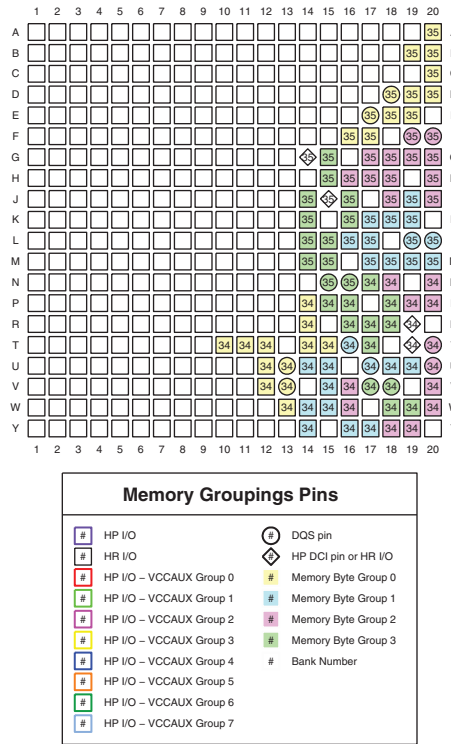 1 2 3 4 5 6 7 8 9 10 11 12 13 14 15 16 17 18 19 20
A 35
B 35 35
C 35
D 35 35 35
E 35 35 35
F 35 35 35 35
G 35 35 35 35 35 35
H 35 35 35 35 35
J 35 35 35 35 35 35
K 35 35 35 35 35
L 35 35 35 35 35 35
M 35 35 35 35 35 35
N 34 34 34 34 34
P 34 34 34 34 34 34
R 34 34 34 34 34
T 34 34 34 34 34 34 34 34 34
U 34 34 34 34 34 34 34 34
V 34 34 34 34 34 34 34
W 34 34 34 34 34 34 34
Y 34 34 34 34 34
1 2 3 4 5 6 7 8 9 10 11 12 13 14 15 16 17 18 19 20
Memory Groupings Pins
# HP I/O
# HR I/O
# HP I/O – VCCAUX Group 0
# HP I/O – VCCAUX Group 1
# HP I/O – VCCAUX Group 2
# HP I/O – VCCAUX Group 3
# HP I/O – VCCAUX Group 4
# HP I/O – VCCAUX Group 5
# HP I/O – VCCAUX Group 6
# HP I/O – VCCAUX Group 7
# DQS pin
# HP DCI pin or HR I/O
# Memory Byte Group 0
# Memory Byte Group 1
# Memory Byte Group 2
# Memory Byte Group 3
# Bank Number